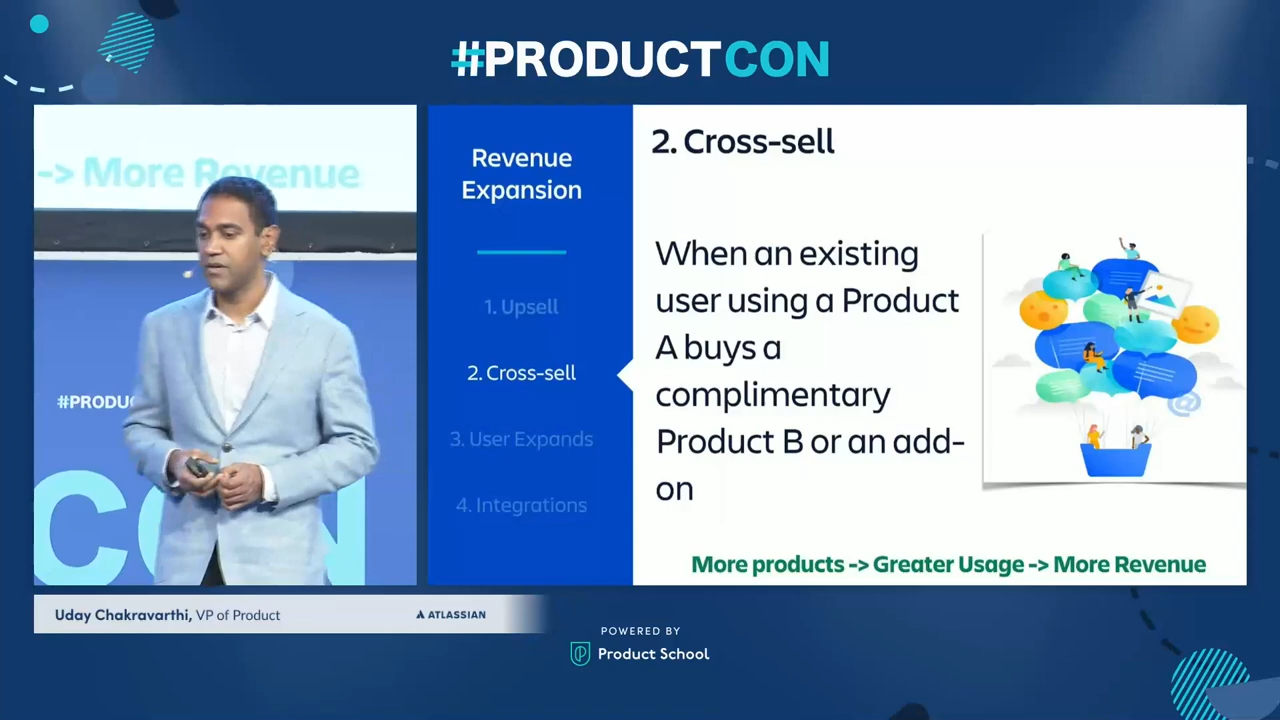 #PRODUCTCON
-> More Revenue
#PRODUC
CON
Revenue
Expansion
1. Upsell
2. Cross-sell
3. User Expands
4. Integrations
2. Cross-sell
When an existing
user using a Product
A buys a
complimentary
Product B or an add-
on
@
More products -> Greater Usage -> More Revenue
Uday Chakravarthi, VP of Product
ATLASSIAN
POWERED BY
Product School